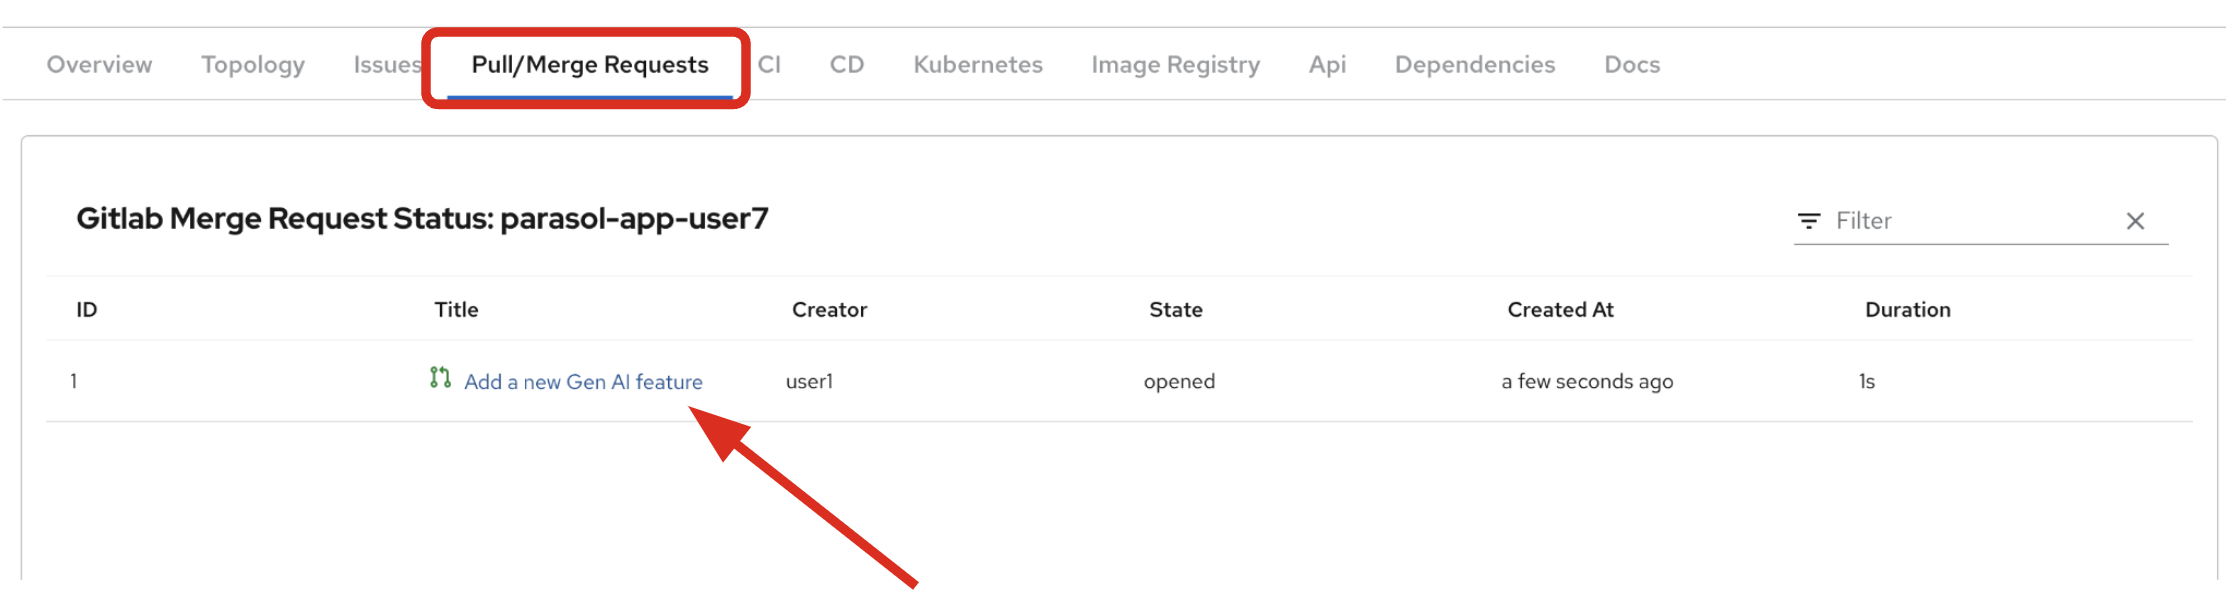 Overview Topology Issues Pull/Merge Requests CI CD Kubernetes Image Registry Api Dependencies Docs
Gitlab Merge Request Status: parasol-app-user7 Filter
ID Title Creator State Created At Duration
1 Add a new Gen AI feature user1 opened a few seconds ago 1s